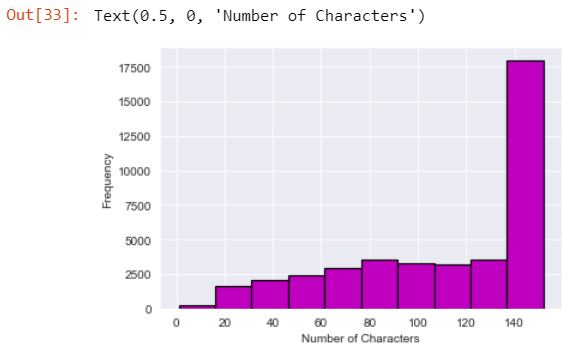 Out[33]: Text(0.5, 0, 'Number of Characters')
17500
15000
12500
10000
7500
5000
2500
0
Frequency
0 20 40 60 80 100 120 140
Number of Characters